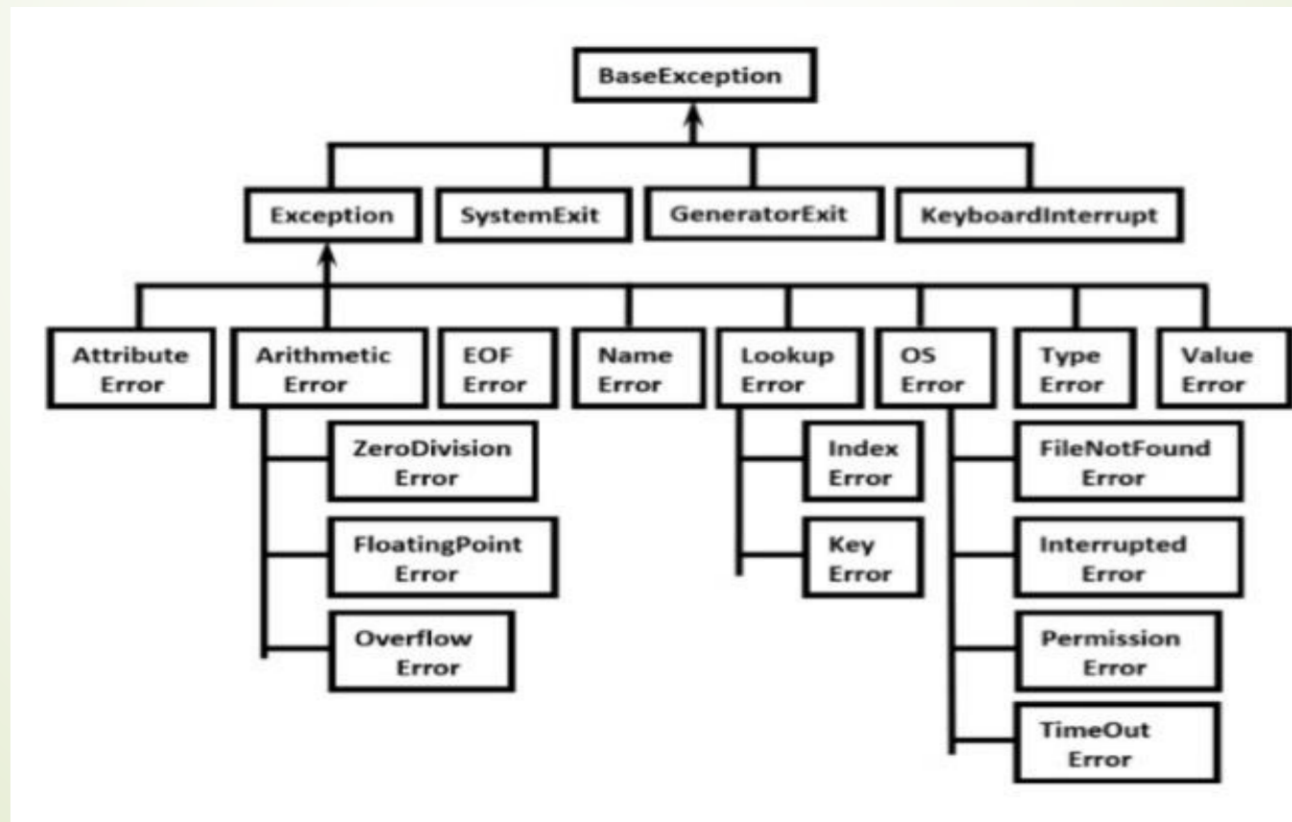 BaseException
Exception
SystemExit
GeneratorExit
KeyboardInterrupt
Attribute
Error
Arithmetic
Error
EOF
Error
Name
Error
Lookup
Error
OS
Error
Type
Error
Value
Error
ZeroDivision
Error
FloatingPoint
Error
Overflow
Error
Index
Error
Key
Error
FileNotFound
Error
Interrupted
Error
Permission
Error
TimeOut
Error